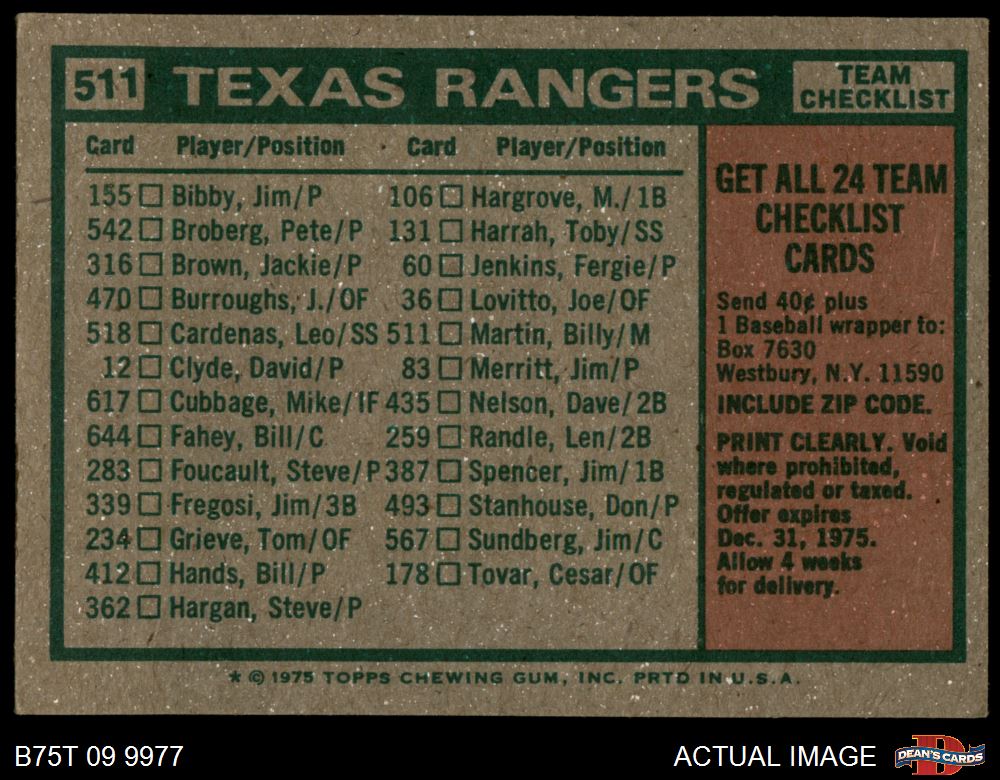 511 TEXAS RANGERS TEAM CHECKLIST
Card Player/Position Card Player/Position
155 □ Bibby, Jim/P 106 □ Hargrove, M./1B
542 □ Broberg, Pete/P 131 □ Harrah, Toby/SS
316 □ Brown, Jackie/P 60 □ Jenkins, Fergie/P
470 □ Burroughs, J./OF 36 □ Lovitto, Joe/OF
518 □ Cardenas, Leo/SS 511 □ Martin, Billy/M
12 □ Clyde, David/P 83 □ Merritt, Jim/P
617 □ Cubbage, Mike/IF 435 □ Nelson, Dave/2B
644 □ Fahey, Bill/C 259 □ Randle, Len/2B
283 □ Foucault, Steve/P 387 □ Spencer, Jim/1B
339 □ Fregosi, Jim/3B 493 □ Stanhouse, Don/P
234 □ Grieve, Tom/OF 567 □ Sundberg, Jim/C
412 □ Hands, Bill/P 178 □ Tovar, Cesar/OF
362 □ Hargan, Steve/P
GET ALL 24 TEAM
CHECKLIST
CARDS
Send 40¢ plus
1 Baseball wrapper to:
Box 7630
Westbury, N.Y. 11590
INCLUDE ZIP CODE.
PRINT CLEARLY. Void
where prohibited,
regulated or taxed.
Offer expires
Dec. 31, 1975.
Allow 4 weeks
for delivery.
* © 1975 TOPPS CHEWING GUM, INC. PRTD IN U.S.A.
B75T 09 9977 ACTUAL IMAGE
D
DEAN'S CARDS